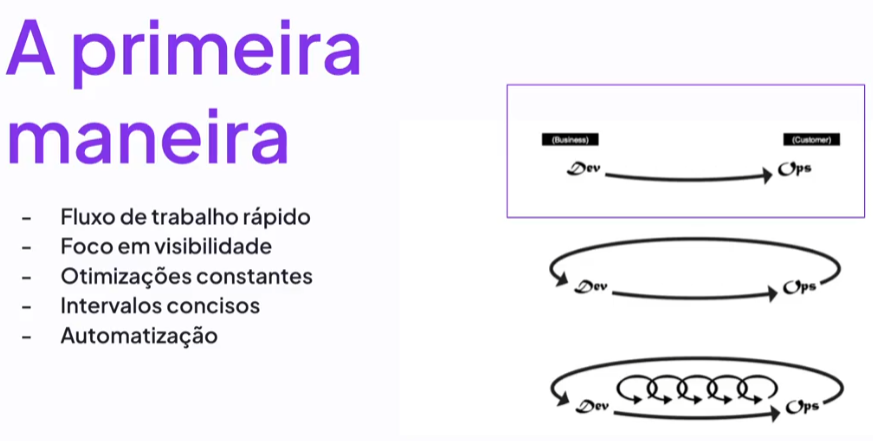 A primeira
maneira
- Fluxo de trabalho rápido
- Foco em visibilidade
- Otimizações constantes
- Intervalos concisos
- Automatização
(Business) (Customer)
Dev Ops
Dev Ops
Dev Ops